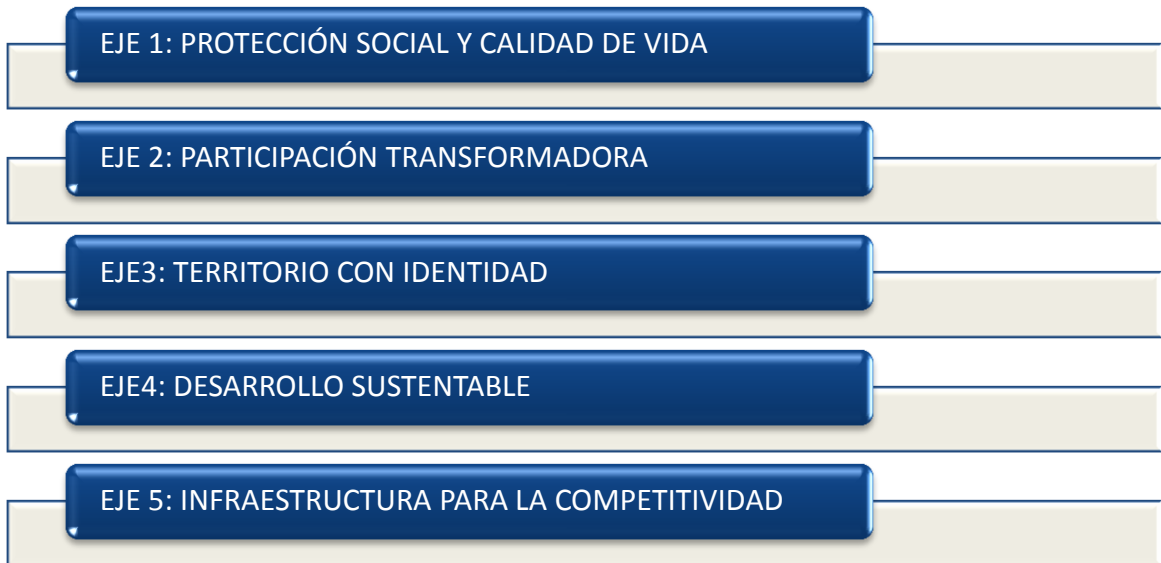 EJE 1: PROTECCIÓN SOCIAL Y CALIDAD DE VIDA
EJE 2: PARTICIPACIÓN TRANSFORMADORA
EJE3: TERRITORIO CON IDENTIDAD
EJE4: DESARROLLO SUSTENTABLE
EJE 5: INFRAESTRUCTURA PARA LA COMPETITIVIDAD